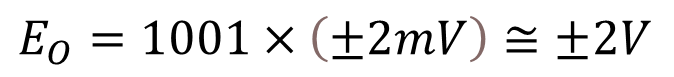 E_O = 1001 × (±2mV) ≅ ±2V